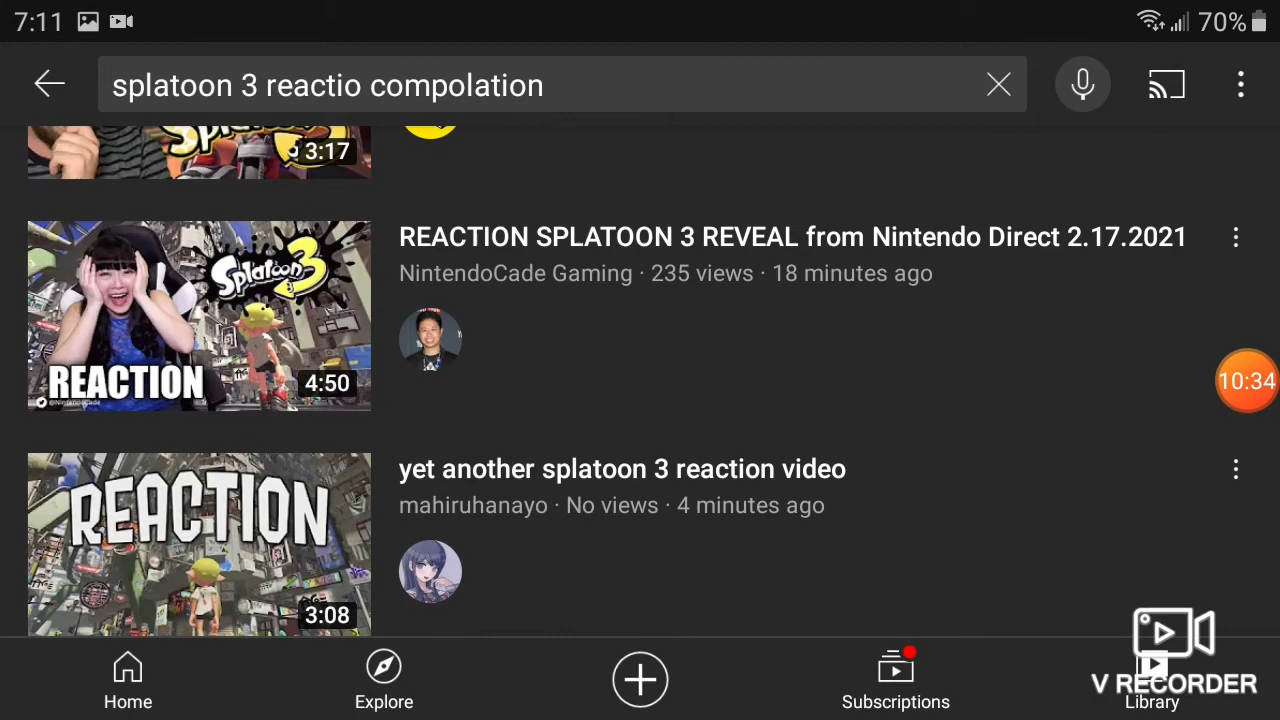 7:11
70%
splatoon 3 reactio compolation
Splatoon
3:17
REACTION SPLATOON 3 REVEAL from Nintendo Direct 2.17.2021
NintendoCade Gaming · 235 views · 18 minutes ago
Splatoon 3
REACTION
4:50
@NintendoCade
10:34
yet another splatoon 3 reaction video
mahiruhanayo · No views · 4 minutes ago
REACTION
3:08
V RECORDER
Home
Explore
Subscriptions
Library